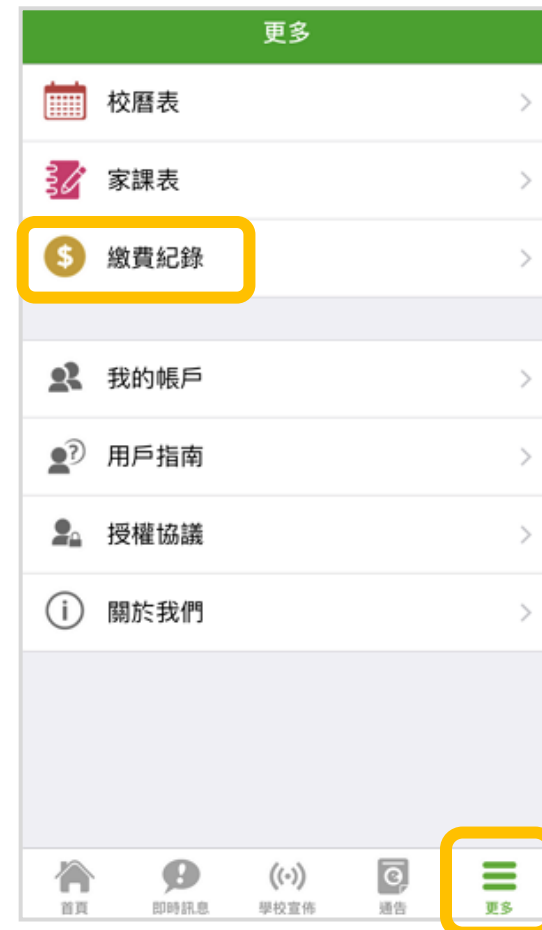 更多
校曆表
家課表
繳費紀錄
我的帳戶
用戶指南
授權協議
關於我們
首頁 即時訊息 學校宣佈 通告 更多